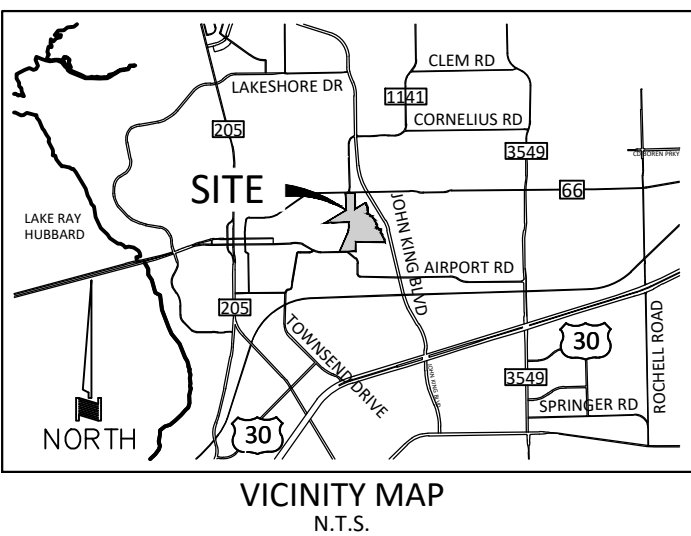 CLEM RD
LAKESHORE DR
1141
CORNELIUS RD
205
3549
SITE
66
LAKE RAY
HUBBARD
JOHN KING BLVD
AIRPORT RD
205
TOWNSEND DRIVE
30
ROCHELL ROAD
JOHN KING BLVD
3549
SPRINGER RD
30
NORTH
VICINITY MAP
N.T.S.